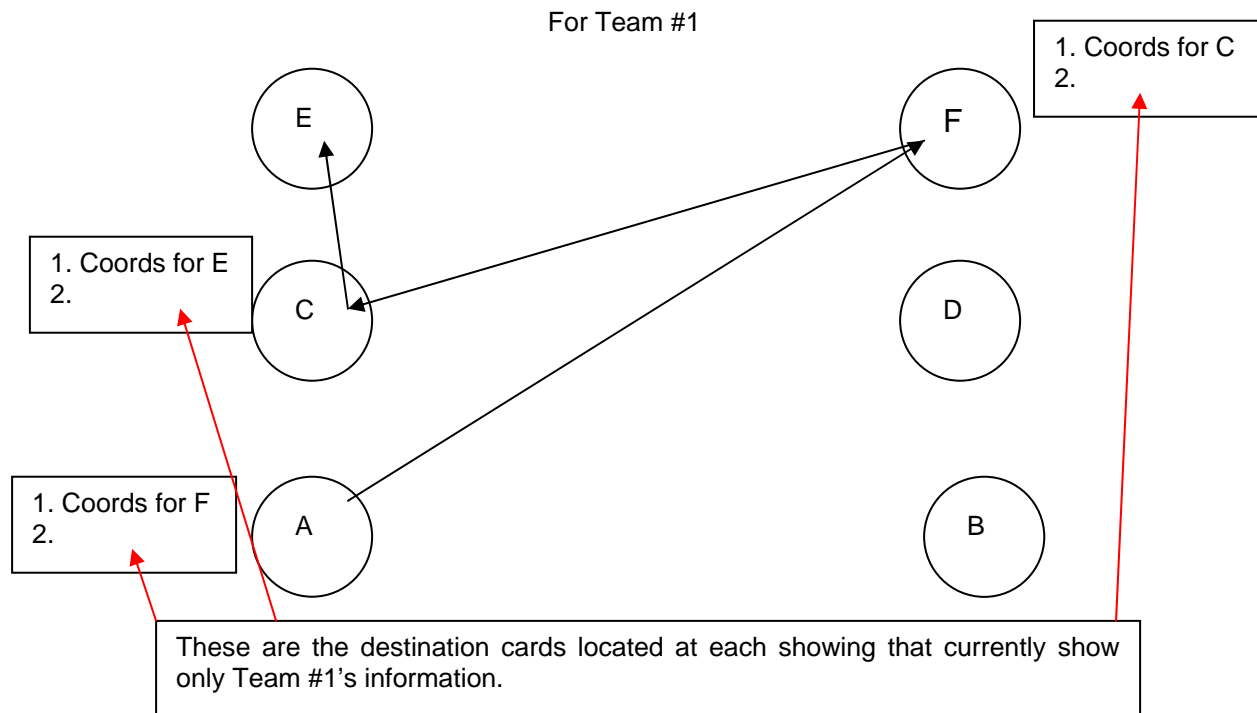 For Team #1
1. Coords for C
2.
E
F
1. Coords for E
2.
C
D
1. Coords for F
2.
A
B
These are the destination cards located at each showing that currently show
only Team #1’s information.